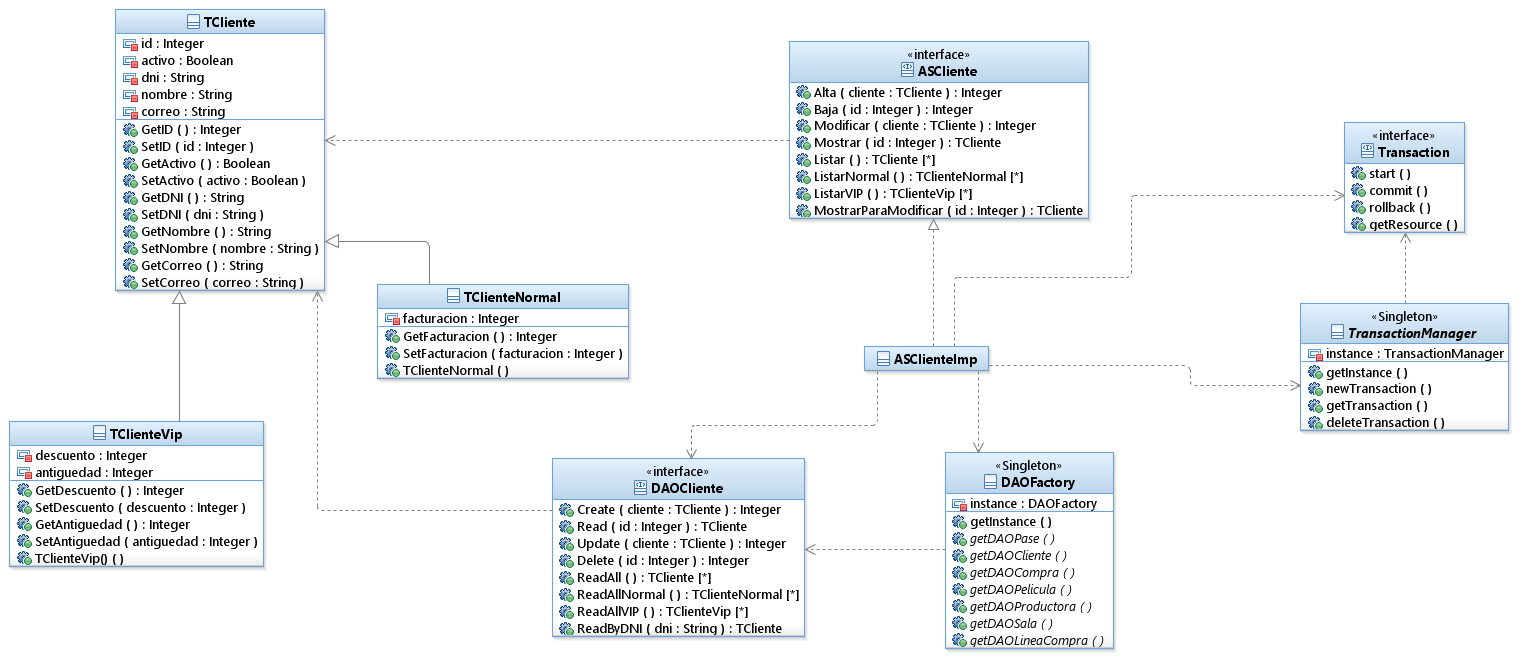 TCliente
id : Integer
activo : Boolean
dni : String
nombre : String
correo : String
GetID ( ) : Integer
SetID ( id : Integer )
GetActivo ( ) : Boolean
SetActivo ( activo : Boolean )
GetDNI ( ) : String
SetDNI ( dni : String )
GetNombre ( ) : String
SetNombre ( nombre : String )
GetCorreo ( ) : String
SetCorreo ( correo : String )
«interface»
ASCliente
Alta ( cliente : TCliente ) : Integer
Baja ( id : Integer ) : Integer
Modificar ( cliente : TCliente ) : Integer
Mostrar ( id : Integer ) : TCliente
Listar ( ) : TCliente [*]
ListarNormal ( ) : TClienteNormal [*]
ListarVIP ( ) : TClienteVip [*]
MostrarParaModificar ( id : Integer ) : TCliente
«interface»
Transaction
start ( )
commit ( )
rollback ( )
getResource ( )
TClienteNormal
facturacion : Integer
GetFacturacion ( ) : Integer
SetFacturacion ( facturacion : Integer )
TClienteNormal ( )
«Singleton»
TransactionManager
instance : TransactionManager
getInstance ( )
newTransaction ( )
getTransaction ( )
deleteTransaction ( )
ASClienteImp
TClienteVip
descuento : Integer
antiguedad : Integer
GetDescuento ( ) : Integer
SetDescuento ( descuento : Integer )
GetAntiguedad ( ) : Integer
SetAntiguedad ( antiguedad : Integer )
TClienteVip() ( )
«interface»
DAOCliente
Create ( cliente : TCliente ) : Integer
Read ( id : Integer ) : TCliente
Update ( cliente : TCliente ) : Integer
Delete ( id : Integer ) : Integer
ReadAll ( ) : TCliente [*]
ReadAllNormal ( ) : TClienteNormal [*]
ReadAllVIP ( ) : TClienteVip [*]
ReadByDNI ( dni : String ) : TCliente
«Singleton»
DAOFactory
instance : DAOFactory
getInstance ( )
getDAOPase ( )
getDAOCliente ( )
getDAOCompra ( )
getDAOPelicula ( )
getDAOProductora ( )
getDAOSala ( )
getDAOLineaCompra ( )